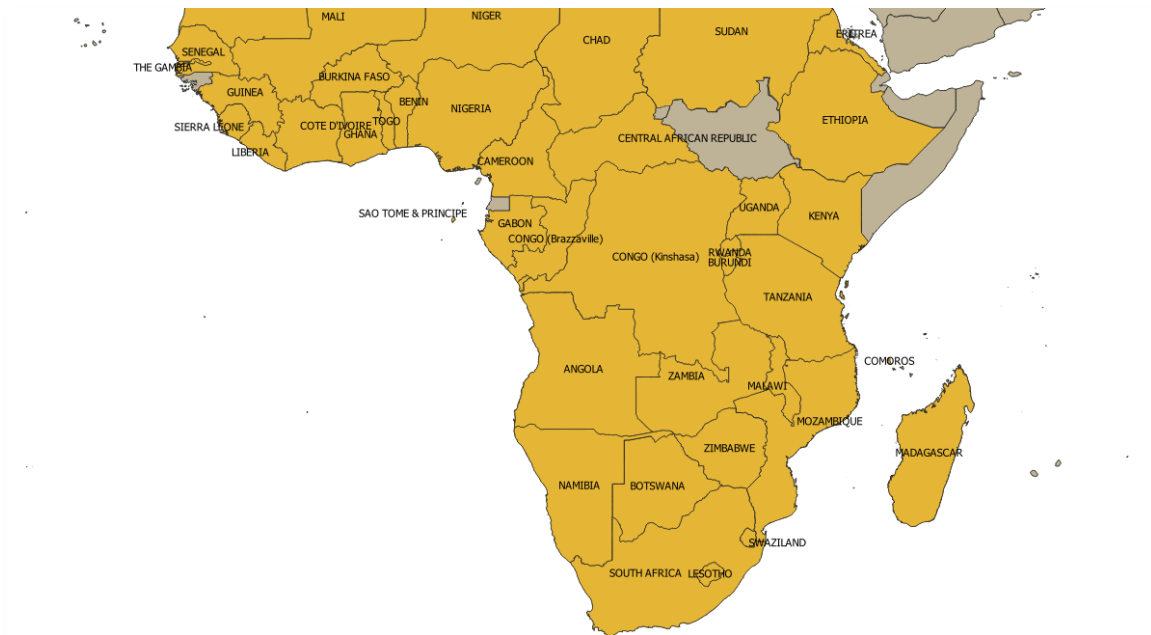 MALI
NIGER
CHAD
SUDAN
ERITREA
SENEGAL
THE GAMBIA
BURKINA FASO
GUINEA
BENIN
NIGERIA
ETHIOPIA
SIERRA LEONE
COTE D'IVOIRE
TOGO
GHANA
CENTRAL AFRICAN REPUBLIC
LIBERIA
CAMEROON
SAO TOME & PRINCIPE
GABON
UGANDA
KENYA
CONGO (Brazzaville)
CONGO (Kinshasa)
RWANDA
BURUNDI
TANZANIA
COMOROS
ANGOLA
ZAMBIA
MALAWI
MOZAMBIQUE
ZIMBABWE
MADAGASCAR
NAMIBIA
BOTSWANA
SWAZILAND
SOUTH AFRICA
LESOTHO